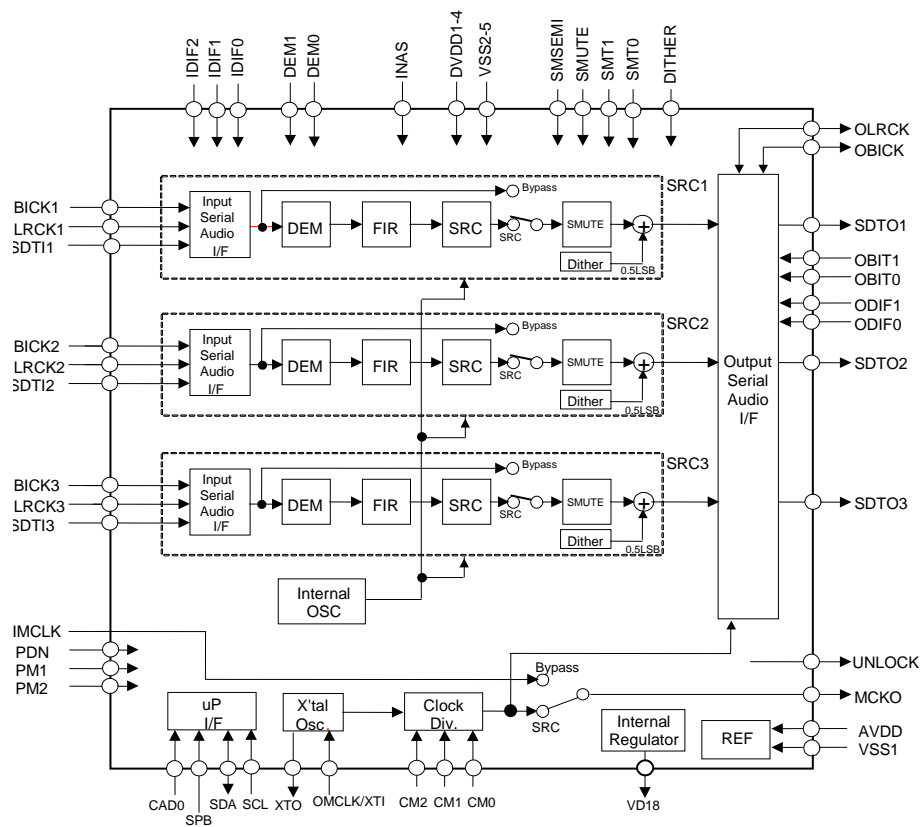 IDIF2
IDIF1
IDIF0
DEM1
DEM0
INAS
DVDD1-4
VSS2-5
SMSEMI
SMUTE
SMT1
SMT0
DITHER
OLRCK
OBICK
SRC1
Bypass
BICK1
LRCK1
SDTI1
Input
Serial
Audio
I/F
DEM
FIR
SRC
SRC
SMUTE
+
Dither
0.5LSB
SDTO1
OBIT1
OBIT0
ODIF1
ODIF0
SRC2
Bypass
BICK2
LRCK2
SDTI2
Input
Serial
Audio
I/F
DEM
FIR
SRC
SRC
SMUTE
+
Dither
0.5LSB
Output
Serial
Audio
I/F
SDTO2
SRC3
Bypass
BICK3
LRCK3
SDTI3
Input
Serial
Audio
I/F
DEM
FIR
SRC
SRC
SMUTE
+
Dither
0.5LSB
SDTO3
Internal
OSC
IMCLK
PDN
PM1
PM2
Bypass
UNLOCK
MCKO
uP
I/F
X'tal
Osc.
Clock
Div.
SRC
Internal
Regulator
REF
AVDD
VSS1
CAD0
SPB
SDA
SCL
XTO
OMCLK/XTI
CM2
CM1
CM0
VD18